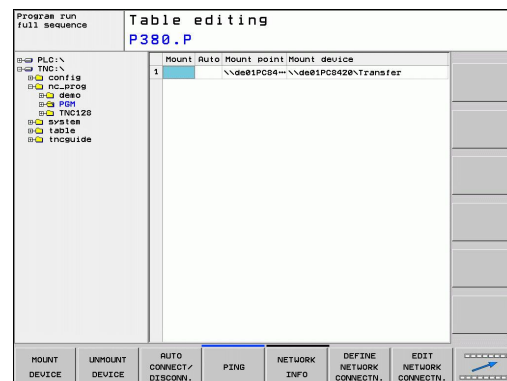 Program run
full sequence
Table editing
P380.P
PLC:\
TNC:\
config
nc_prog
demo
PGM
TNC128
system
table
tncguide
Mount Auto Mount point Mount device
1 \\de01PC84… \\de01PC8420\Transfer
MOUNT
DEVICE
UNMOUNT
DEVICE
AUTO
CONNECT/
DISCONN.
PING
NETWORK
INFO
DEFINE
NETWORK
CONNECTN.
EDIT
NETWORK
CONNECTN.